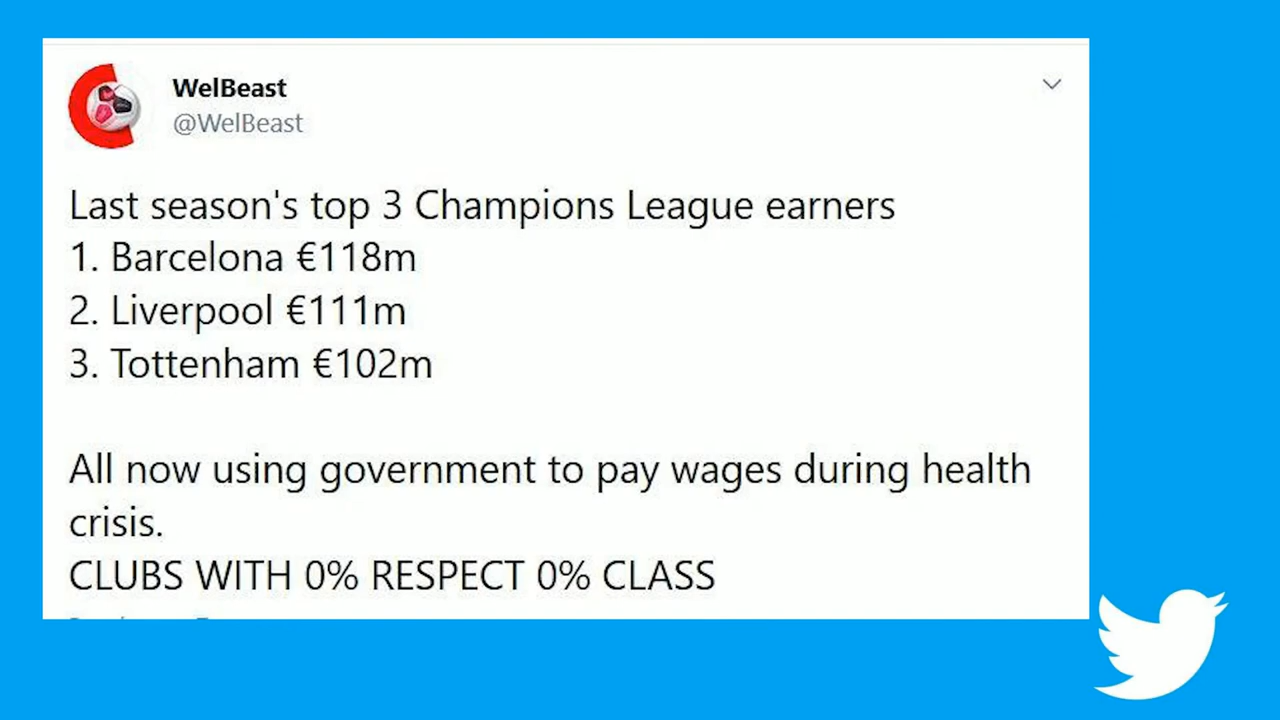 WelBeast
@WelBeast
Last season's top 3 Champions League earners
1. Barcelona €118m
2. Liverpool €111m
3. Tottenham €102m
All now using government to pay wages during health
crisis.
CLUBS WITH 0% RESPECT 0% CLASS